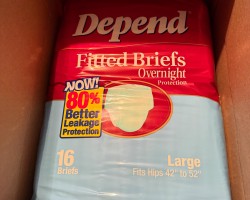 Depend
Fitted Briefs
Overnight
Protection
NOW!
80%
Better
Leakage
Protection
16
Briefs
Large
Fits Hips 42" to 52"